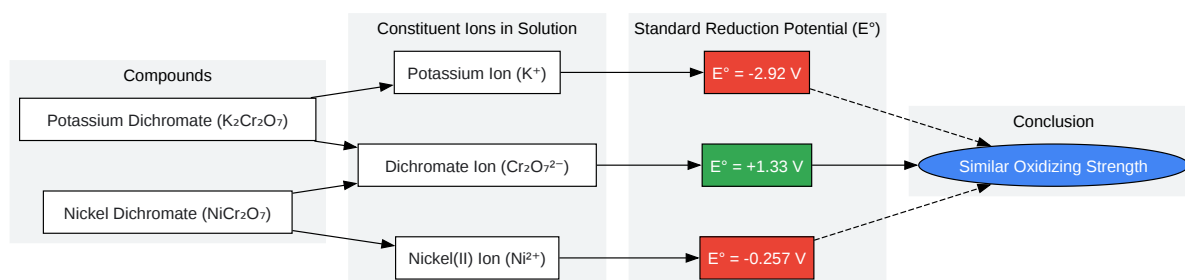 Compounds
Potassium Dichromate (K₂Cr₂O₇)
Nickel Dichromate (NiCr₂O₇)
Constituent Ions in Solution
Potassium Ion (K⁺)
Dichromate Ion (Cr₂O₇²⁻)
Nickel(II) Ion (Ni²⁺)
Standard Reduction Potential (E°)
E° = -2.92 V
E° = +1.33 V
E° = -0.257 V
Conclusion
Similar Oxidizing Strength